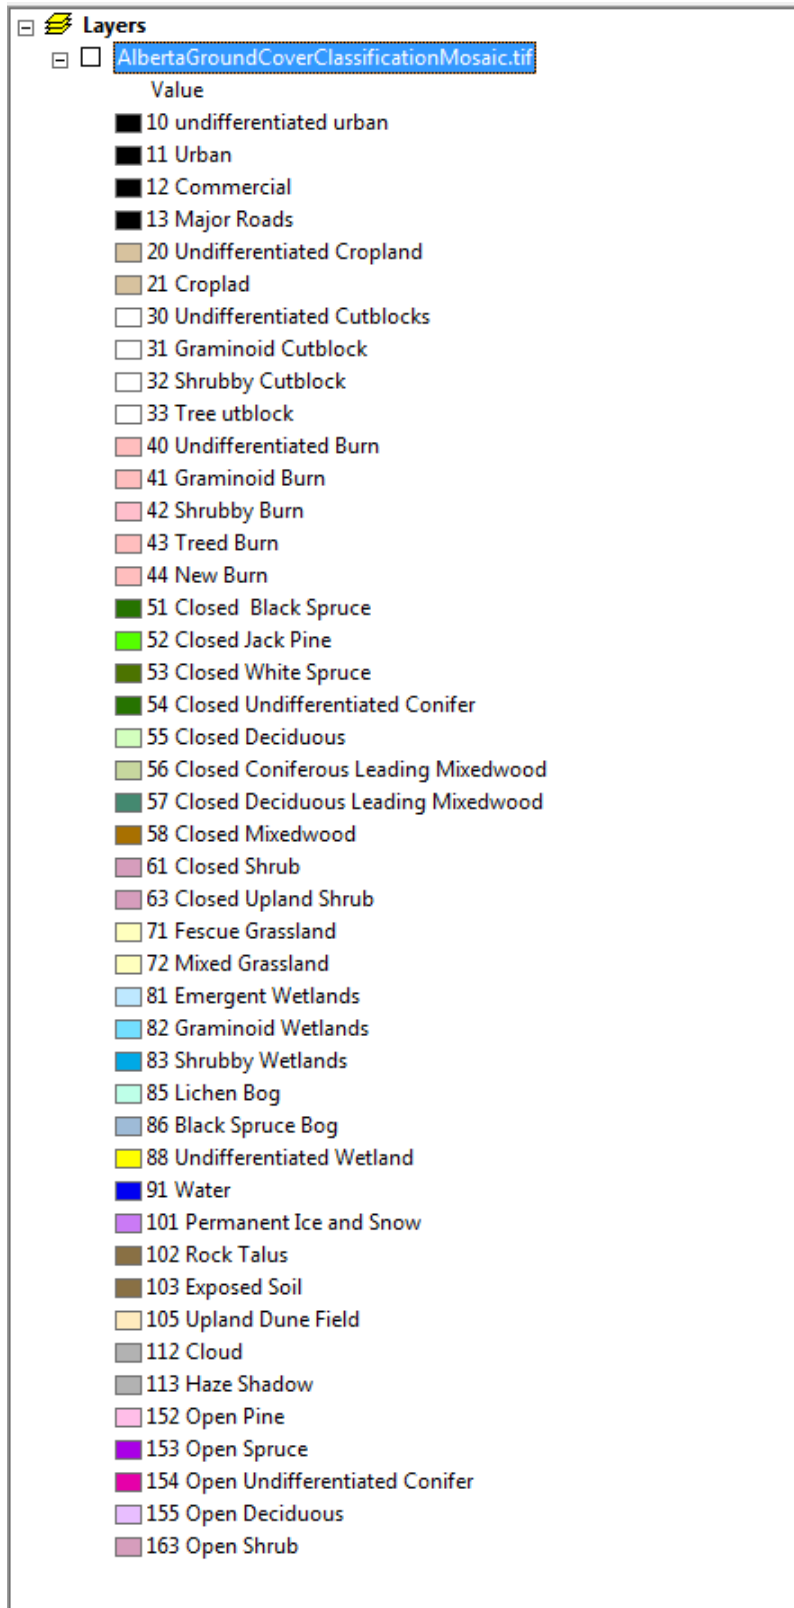 Layers
AlbertaGroundCoverClassificationMosaic.tif
Value
10 undifferentiated urban
11 Urban
12 Commercial
13 Major Roads
20 Undifferentiated Cropland
21 Croplad
30 Undifferentiated Cutblocks
31 Graminoid Cutblock
32 Shrubby Cutblock
33 Tree utblock
40 Undifferentiated Burn
41 Graminoid Burn
42 Shrubby Burn
43 Treed Burn
44 New Burn
51 Closed  Black Spruce
52 Closed Jack Pine
53 Closed White Spruce
54 Closed Undifferentiated Conifer
55 Closed Deciduous
56 Closed Coniferous Leading Mixedwood
57 Closed Deciduous Leading Mixedwood
58 Closed Mixedwood
61 Closed Shrub
63 Closed Upland Shrub
71 Fescue Grassland
72 Mixed Grassland
81 Emergent Wetlands
82 Graminoid Wetlands
83 Shrubby Wetlands
85 Lichen Bog
86 Black Spruce Bog
88 Undifferentiated Wetland
91 Water
101 Permanent Ice and Snow
102 Rock Talus
103 Exposed Soil
105 Upland Dune Field
112 Cloud
113 Haze Shadow
152 Open Pine
153 Open Spruce
154 Open Undifferentiated Conifer
155 Open Deciduous
163 Open Shrub